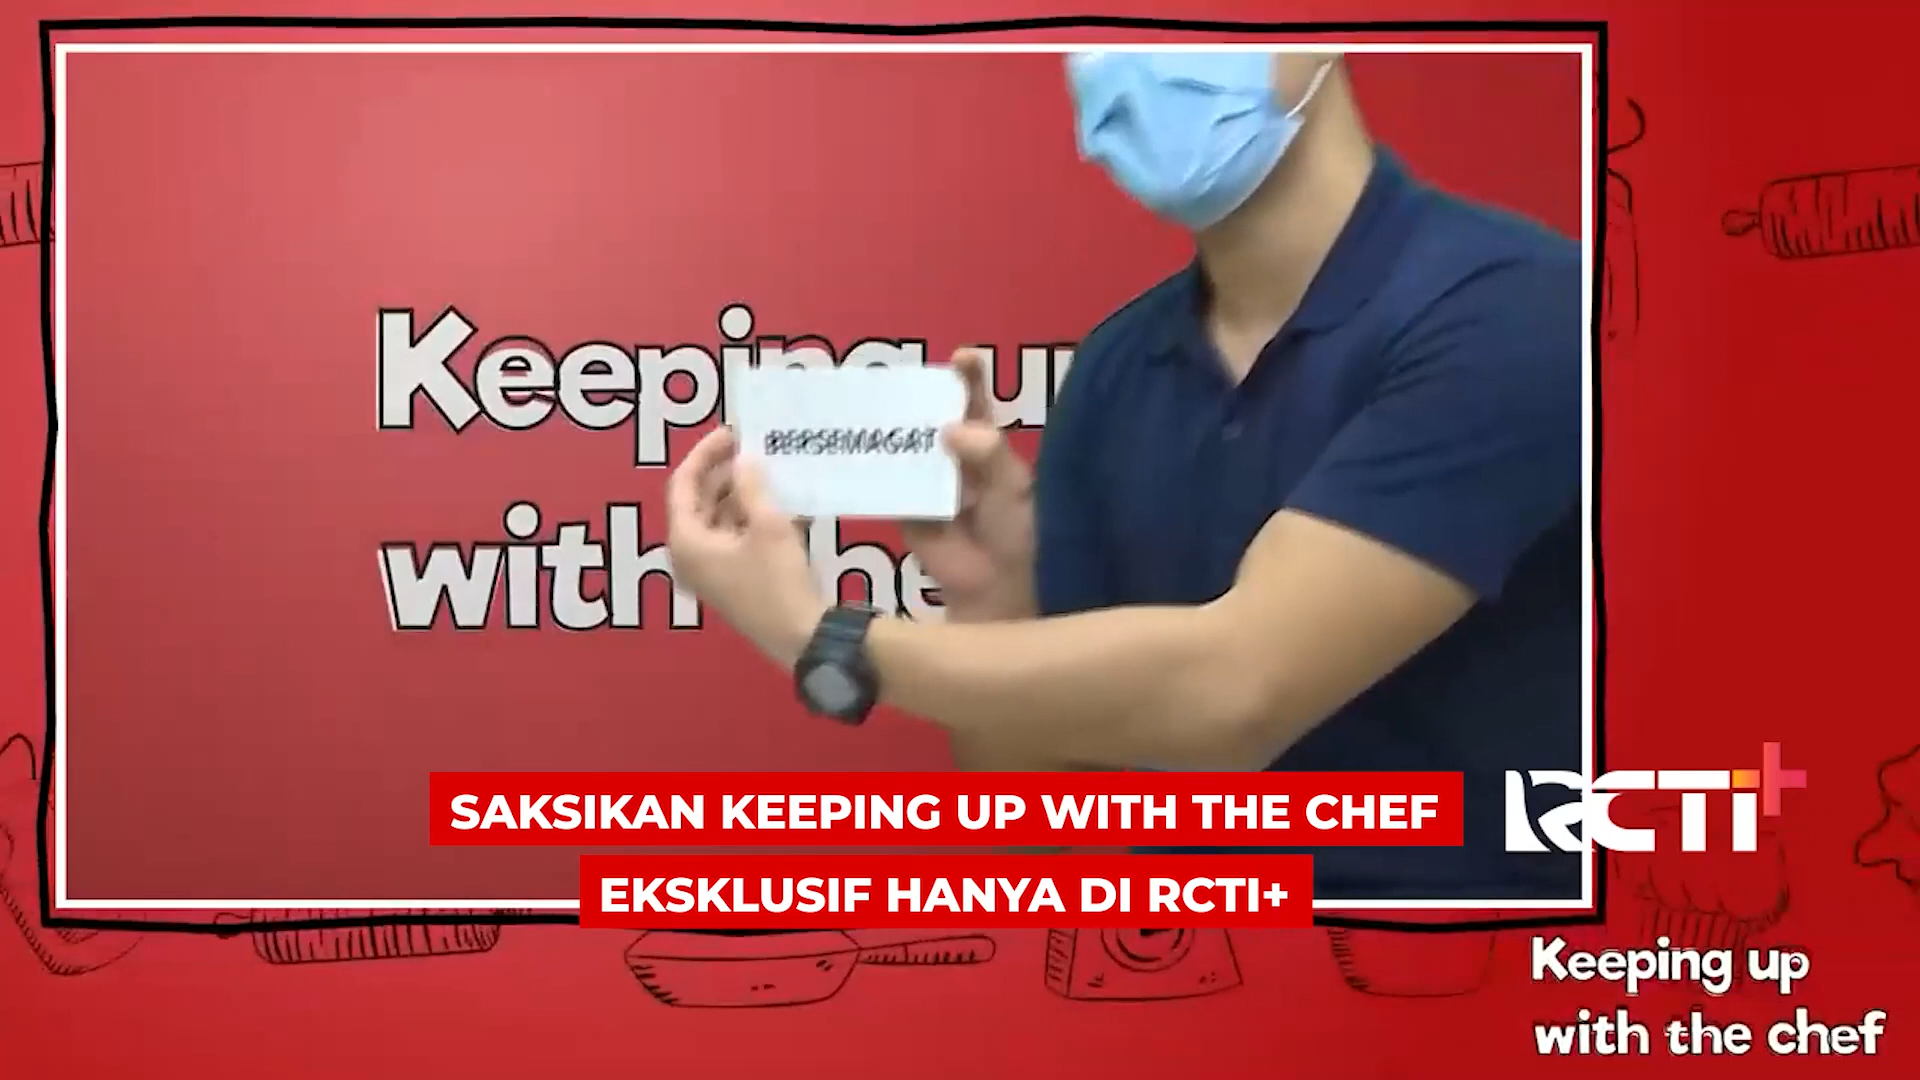 Keeping up
with the
BERSEMAGAT
SAKSIKAN KEEPING UP WITH THE CHEF
EKSKLUSIF HANYA DI RCTI+
RCTI+
Keeping up
with the chef